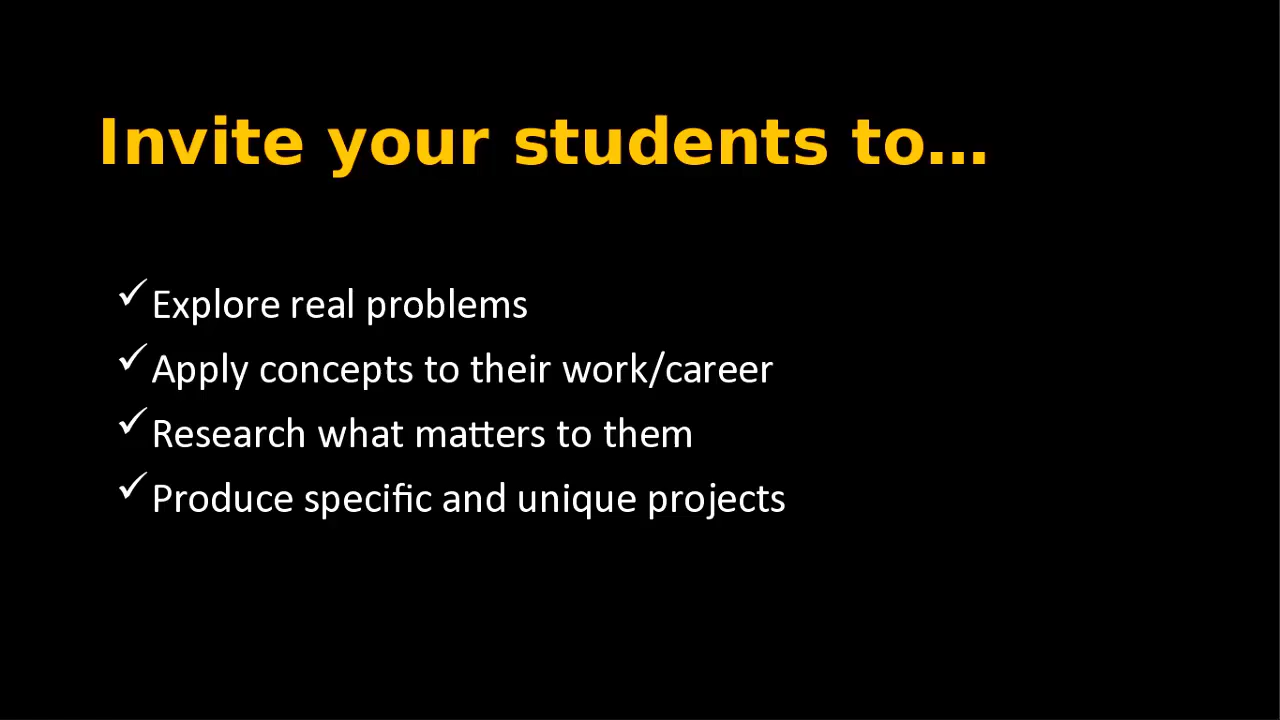 Invite your students to…
✓Explore real problems
✓Apply concepts to their work/career
✓Research what matters to them
✓Produce specific and unique projects